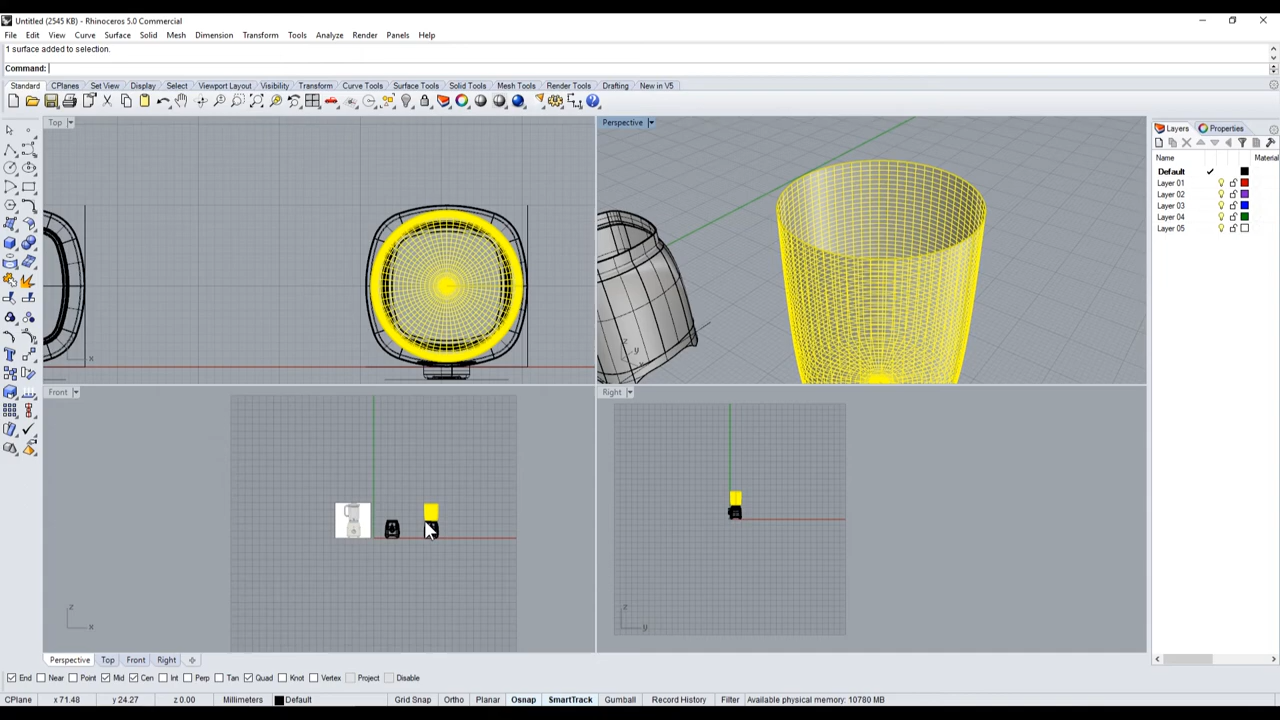 Untitled (2545 KB) - Rhinoceros 5.0 Commercial
File Edit View Curve Surface Solid Mesh Dimension Transform Tools Analyze Render Panels Help
1 surface added to selection.
Command:
Standard CPlanes Set View Display Select Viewport Layout Visibility Transform Curve Tools Surface Tools Solid Tools Mesh Tools Render Tools Drafting New in V5
Top
Perspective
Layers Properties
Name Material
Default
Layer 01
Layer 02
Layer 03
Layer 04
Layer 05
x
z
y
x
Front
Right
z
x
z
y
Perspective Top Front Right
End Near Point Mid Cen Int Perp Tan Quad Knot Vertex Project Disable
CPlane x 71.48 y 24.27 z 0.00 Millimeters Default Grid Snap Ortho Planar Osnap SmartTrack Gumball Record History Filter Available physical memory: 10780 MB